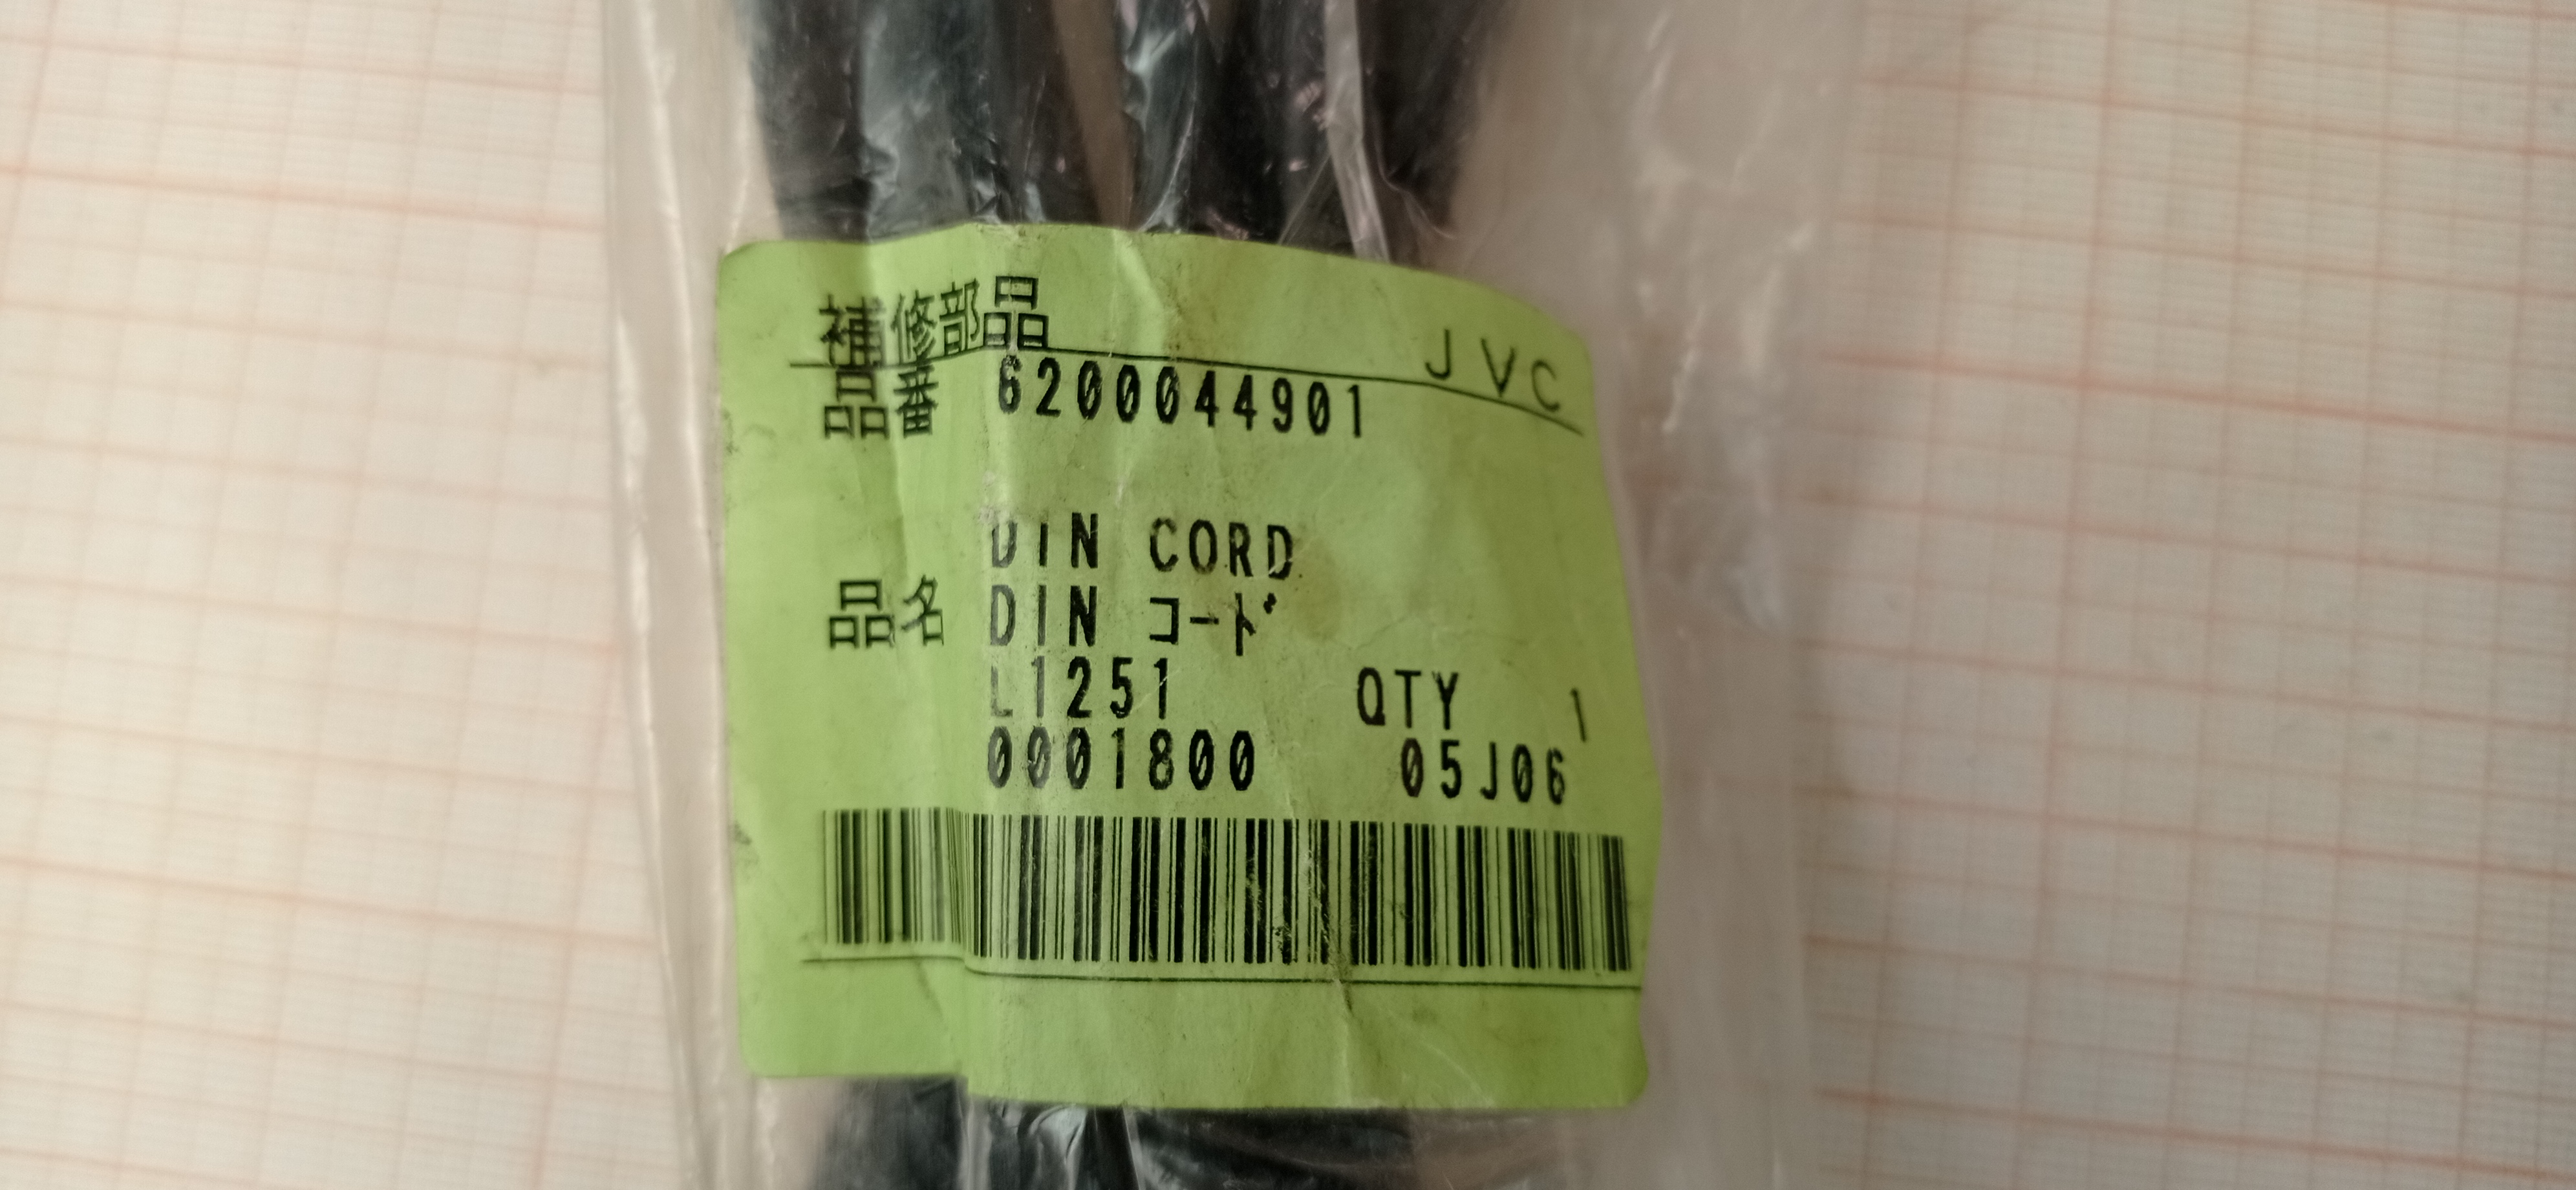 補修部品 JVC
品番 6200044901
DIN CORD
品名 DIN コード
L1251 QTY 1
0001800 05J06